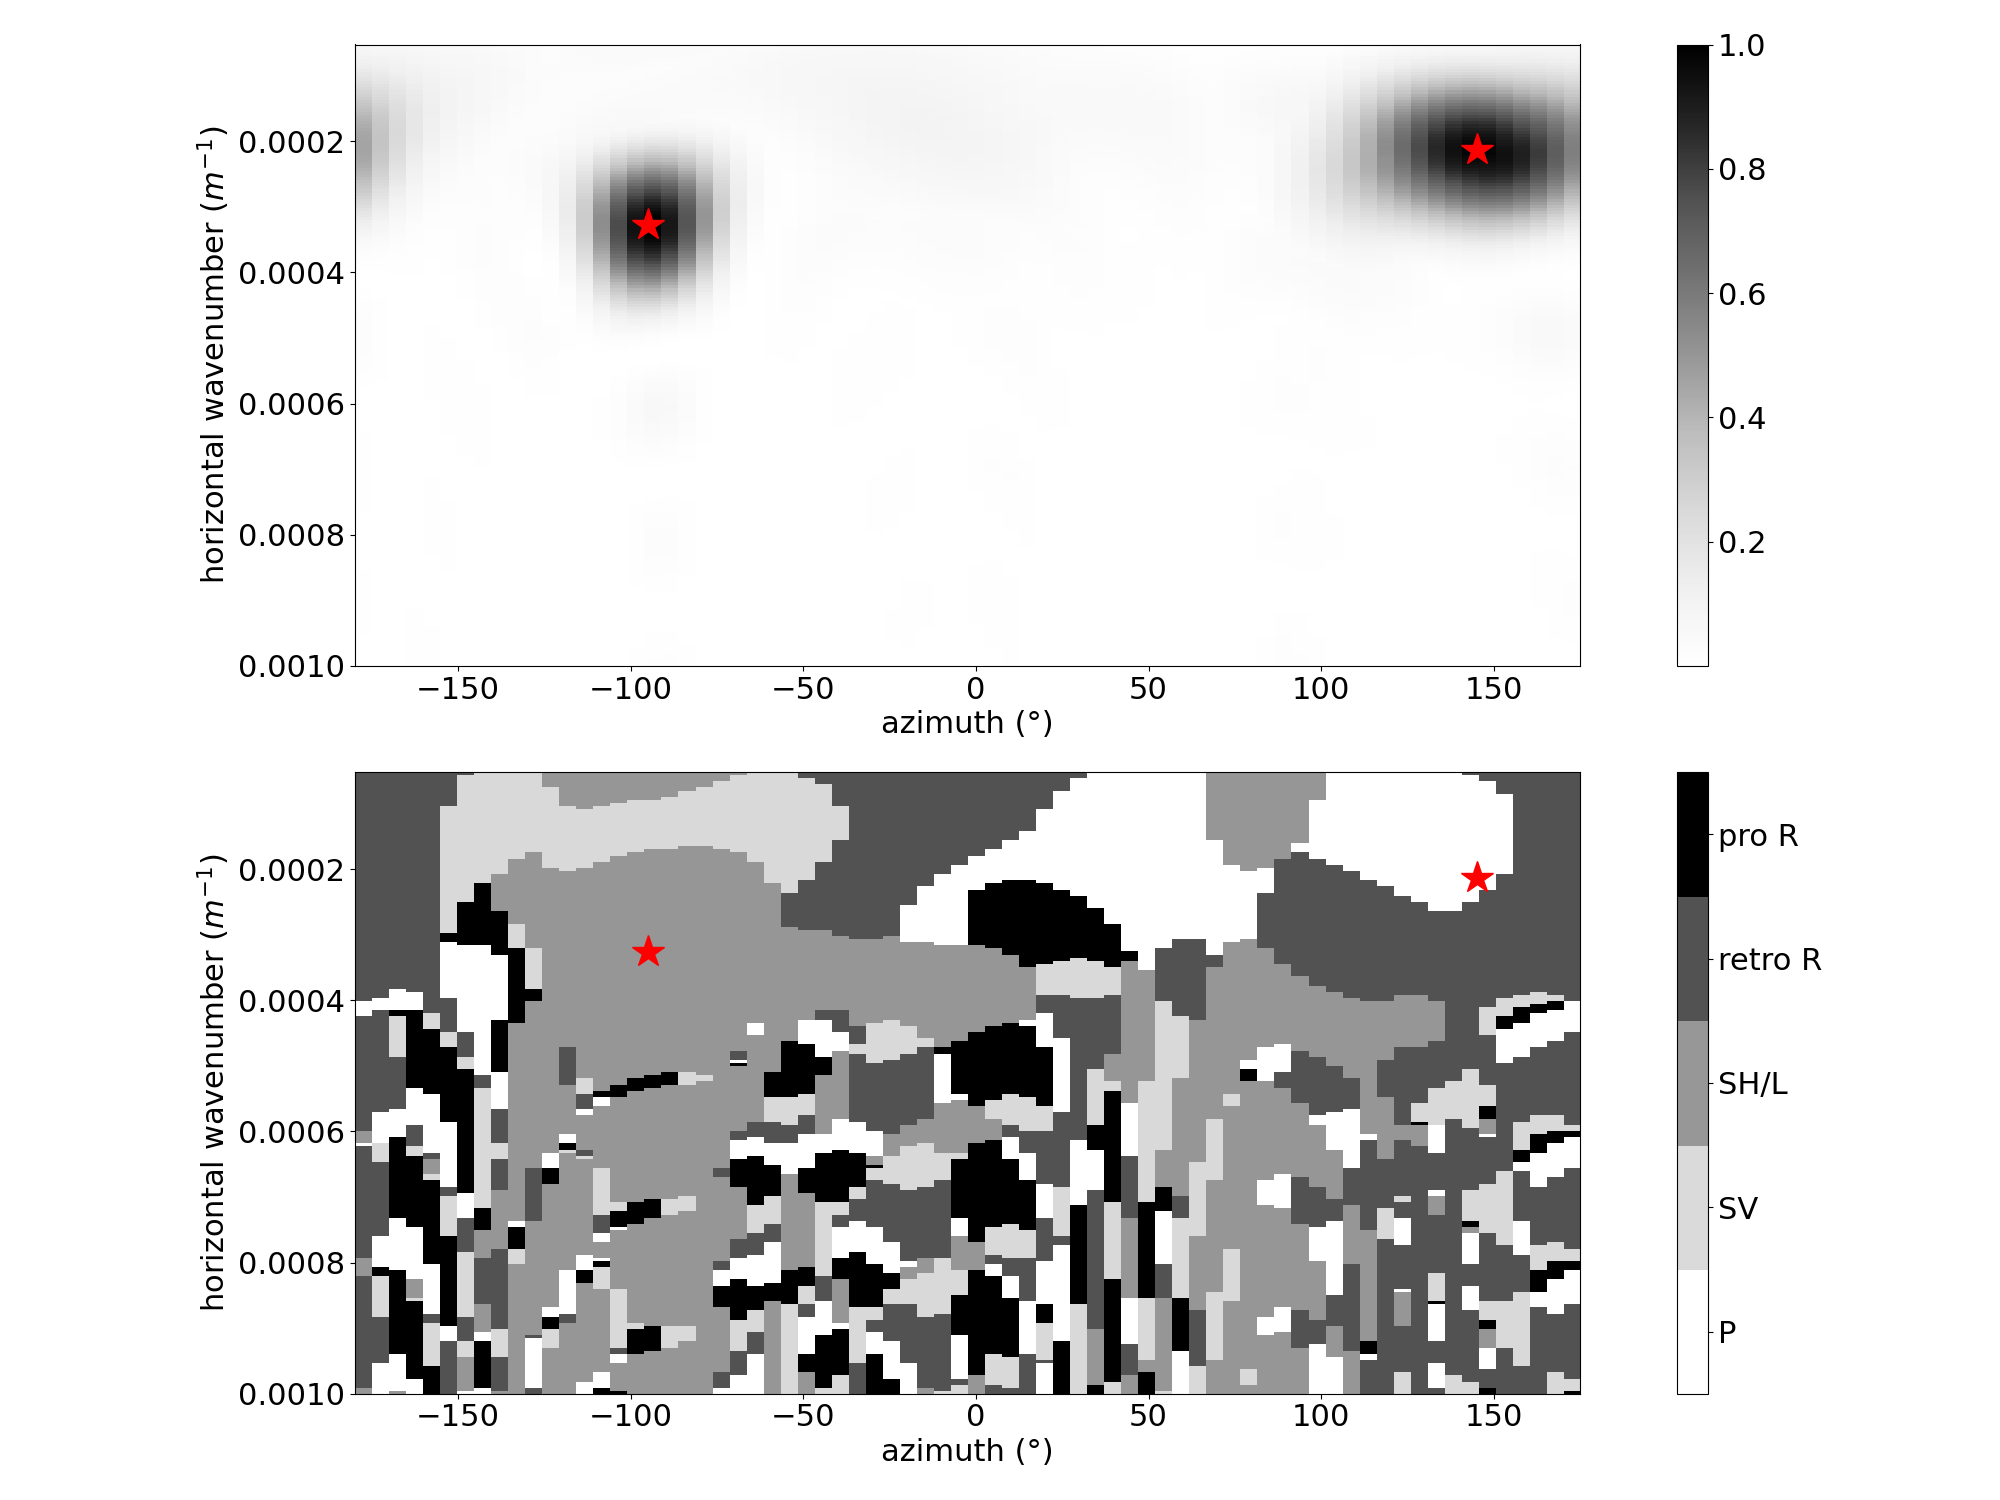 horizontal wavenumber (m⁻¹)
0.0002
0.0004
0.0006
0.0008
0.0010
−150 −100 −50 0 50 100 150
azimuth (°)
1.0
0.8
0.6
0.4
0.2
horizontal wavenumber (m⁻¹)
0.0002
0.0004
0.0006
0.0008
0.0010
−150 −100 −50 0 50 100 150
azimuth (°)
pro R
retro R
SH/L
SV
P